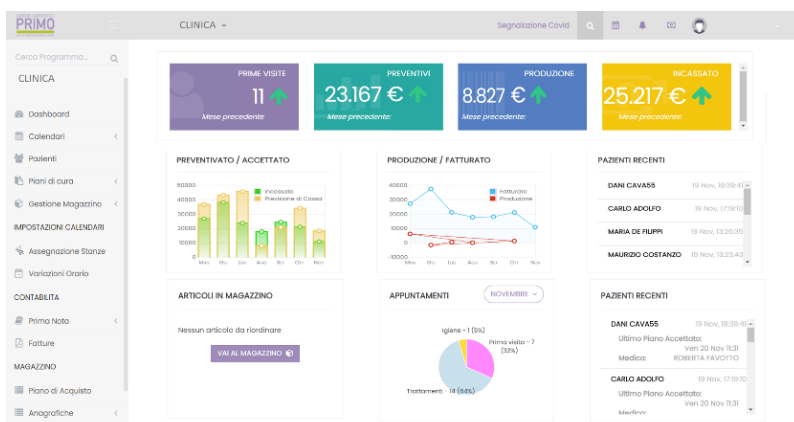 PRIMO
CLINICA
Segnalazione Covid
Cerca Programma...
CLINICA
Dashboard
Calendari
Pazienti
Piani di cura
Gestione Magazzino
IMPOSTAZIONI CALENDARI
Assegnazione Stanze
Variazioni Orario
CONTABILITA
Prima Nota
Fatture
MAGAZZINO
Piano di Acquisto
Anagrafiche
PRIME VISITE
11
Mese precedente
PREVENTIVI
23.167 €
Mese precedente:
PRODUZIONE
8.827 €
Mese precedente:
INCASSATO
25.217 €
Mese precedente:
PREVENTIVATO / ACCETTATO
Incassato
Previsione di Cassa
50000
40000
30000
20000
10000
0
Mag Giu Lug Ago Set Ott Nov
PRODUZIONE / FATTURATO
Fatturato
Produzione
40000
30000
20000
10000
0
-10000
Mag Giu Lug Ago Set Ott Nov
PAZIENTI RECENTI
DANI CAVA55 19 Nov, 18:39:41
CARLO ADOLFO 19 Nov, 17:19:10
MARIA DE FILIPPI 19 Nov, 13:26:35
MAURIZIO COSTANZO 19 Nov, 13:23:43
ARTICOLI IN MAGAZZINO
Nessun articolo da riordinare
VAI AL MAGAZZINO
APPUNTAMENTI
NOVEMBRE
Igiene - 1 (5%)
Prima visita - 7
(32%)
Trattamenti - 14 (64%)
PAZIENTI RECENTI
DANI CAVA55 19 Nov, 18:39:41
Ultimo Piano Accettato:
Ven 20 Nov 11:31
Medico: ROBERTA FAVOTTO
CARLO ADOLFO 19 Nov, 17:19:10
Ultimo Piano Accettato:
Ven 20 Nov 11:31
Medico: